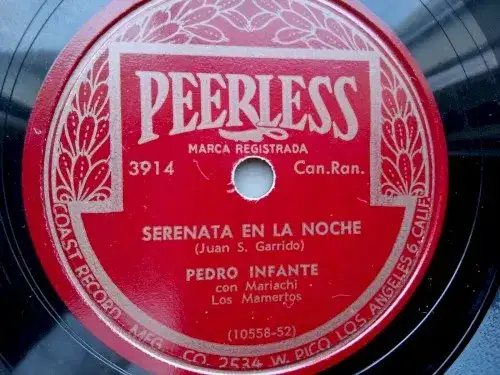 PEERLESS
MARCA REGISTRADA
3914 Can.Ran.
SERENATA EN LA NOCHE
(Juan S. Garrido)
PEDRO INFANTE
con Mariachi
Los Mamertos
(10558-52)
COAST RECORD MFG. CO. 2534 W. PICO LOS ANGELES 6, CALIF.